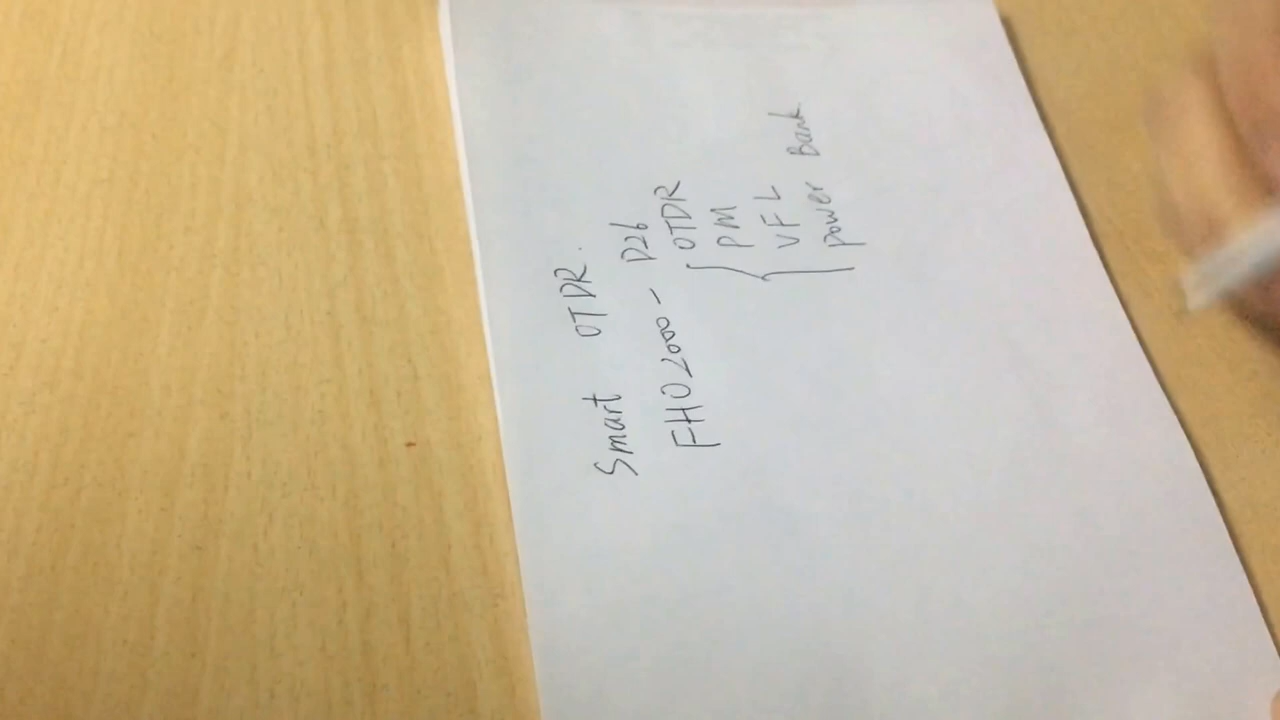 Smart OTDR.
FHO2000 - D26
{ OTDR
PM
VFL
power Bank